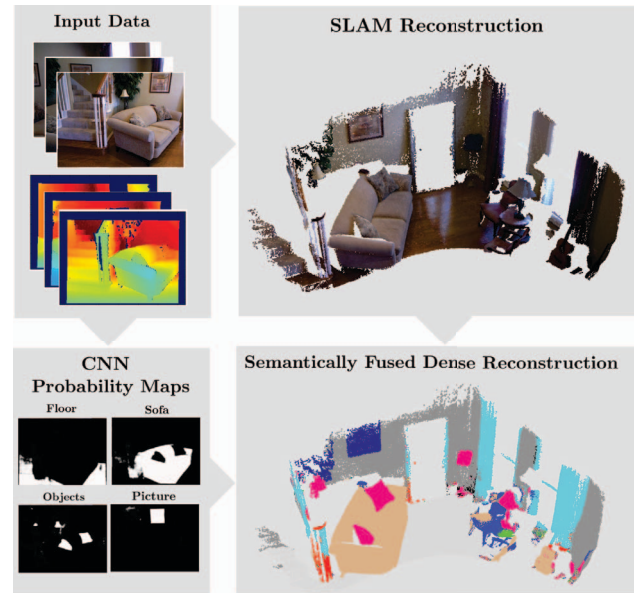 Input Data
SLAM Reconstruction
CNN
Probability Maps
Floor
Sofa
Objects
Picture
Semantically Fused Dense Reconstruction